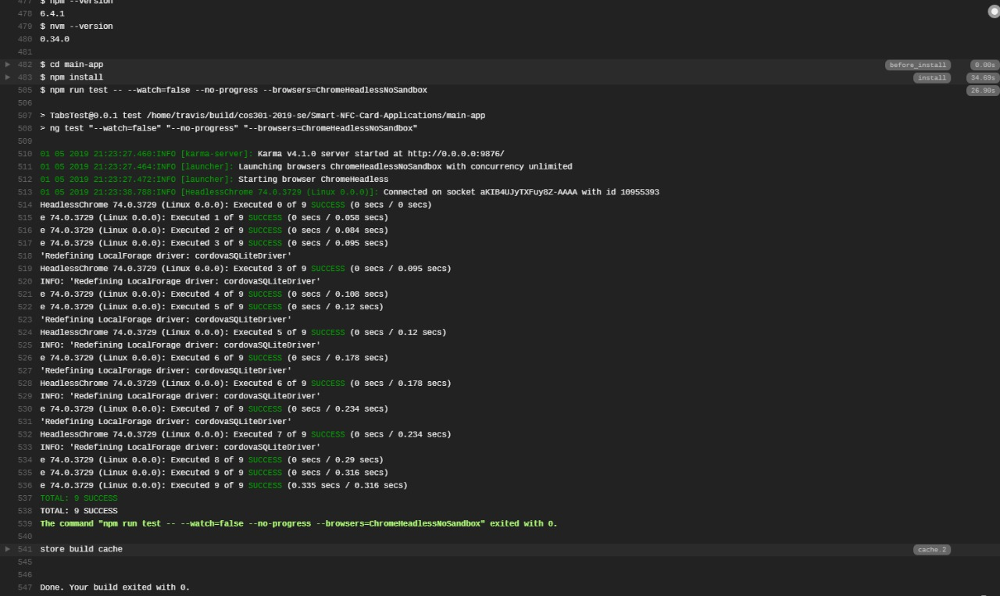 477 $ npm --version
478 6.4.1
479 $ nvm --version
480 0.34.0
481
482 $ cd main-app before_install 0.00s
483 $ npm install install 34.69s
505 $ npm run test -- --watch=false --no-progress --browsers=ChromeHeadlessNoSandbox 26.90s
506
507 > TabsTest@0.0.1 test /home/travis/build/cos301-2019-se/Smart-NFC-Card-Applications/main-app
508 > ng test "--watch=false" "--no-progress" "--browsers=ChromeHeadlessNoSandbox"
509
510 01 05 2019 21:23:27.460:INFO [karma-server]: Karma v4.1.0 server started at http://0.0.0.0:9876/
511 01 05 2019 21:23:27.464:INFO [launcher]: Launching browsers ChromeHeadlessNoSandbox with concurrency unlimited
512 01 05 2019 21:23:27.472:INFO [launcher]: Starting browser ChromeHeadless
513 01 05 2019 21:23:38.788:INFO [HeadlessChrome 74.0.3729 (Linux 0.0.0)]: Connected on socket aKIB4UJyTXFuy8Z-AAAA with id 10955393
514 HeadlessChrome 74.0.3729 (Linux 0.0.0): Executed 0 of 9 SUCCESS (0 secs / 0 secs)
515 e 74.0.3729 (Linux 0.0.0): Executed 1 of 9 SUCCESS (0 secs / 0.058 secs)
516 e 74.0.3729 (Linux 0.0.0): Executed 2 of 9 SUCCESS (0 secs / 0.084 secs)
517 e 74.0.3729 (Linux 0.0.0): Executed 3 of 9 SUCCESS (0 secs / 0.095 secs)
518 'Redefining LocalForage driver: cordovaSQLiteDriver'
519 HeadlessChrome 74.0.3729 (Linux 0.0.0): Executed 3 of 9 SUCCESS (0 secs / 0.095 secs)
520 INFO: 'Redefining LocalForage driver: cordovaSQLiteDriver'
521 e 74.0.3729 (Linux 0.0.0): Executed 4 of 9 SUCCESS (0 secs / 0.108 secs)
522 e 74.0.3729 (Linux 0.0.0): Executed 5 of 9 SUCCESS (0 secs / 0.12 secs)
523 'Redefining LocalForage driver: cordovaSQLiteDriver'
524 HeadlessChrome 74.0.3729 (Linux 0.0.0): Executed 5 of 9 SUCCESS (0 secs / 0.12 secs)
525 INFO: 'Redefining LocalForage driver: cordovaSQLiteDriver'
526 e 74.0.3729 (Linux 0.0.0): Executed 6 of 9 SUCCESS (0 secs / 0.178 secs)
527 'Redefining LocalForage driver: cordovaSQLiteDriver'
528 HeadlessChrome 74.0.3729 (Linux 0.0.0): Executed 6 of 9 SUCCESS (0 secs / 0.178 secs)
529 INFO: 'Redefining LocalForage driver: cordovaSQLiteDriver'
530 e 74.0.3729 (Linux 0.0.0): Executed 7 of 9 SUCCESS (0 secs / 0.234 secs)
531 'Redefining LocalForage driver: cordovaSQLiteDriver'
532 HeadlessChrome 74.0.3729 (Linux 0.0.0): Executed 7 of 9 SUCCESS (0 secs / 0.234 secs)
533 INFO: 'Redefining LocalForage driver: cordovaSQLiteDriver'
534 e 74.0.3729 (Linux 0.0.0): Executed 8 of 9 SUCCESS (0 secs / 0.29 secs)
535 e 74.0.3729 (Linux 0.0.0): Executed 9 of 9 SUCCESS (0 secs / 0.316 secs)
536 e 74.0.3729 (Linux 0.0.0): Executed 9 of 9 SUCCESS (0.335 secs / 0.316 secs)
537 TOTAL: 9 SUCCESS
538 TOTAL: 9 SUCCESS
539 The command "npm run test -- --watch=false --no-progress --browsers=ChromeHeadlessNoSandbox" exited with 0.
540
541 store build cache cache.2
545
546
547 Done. Your build exited with 0.